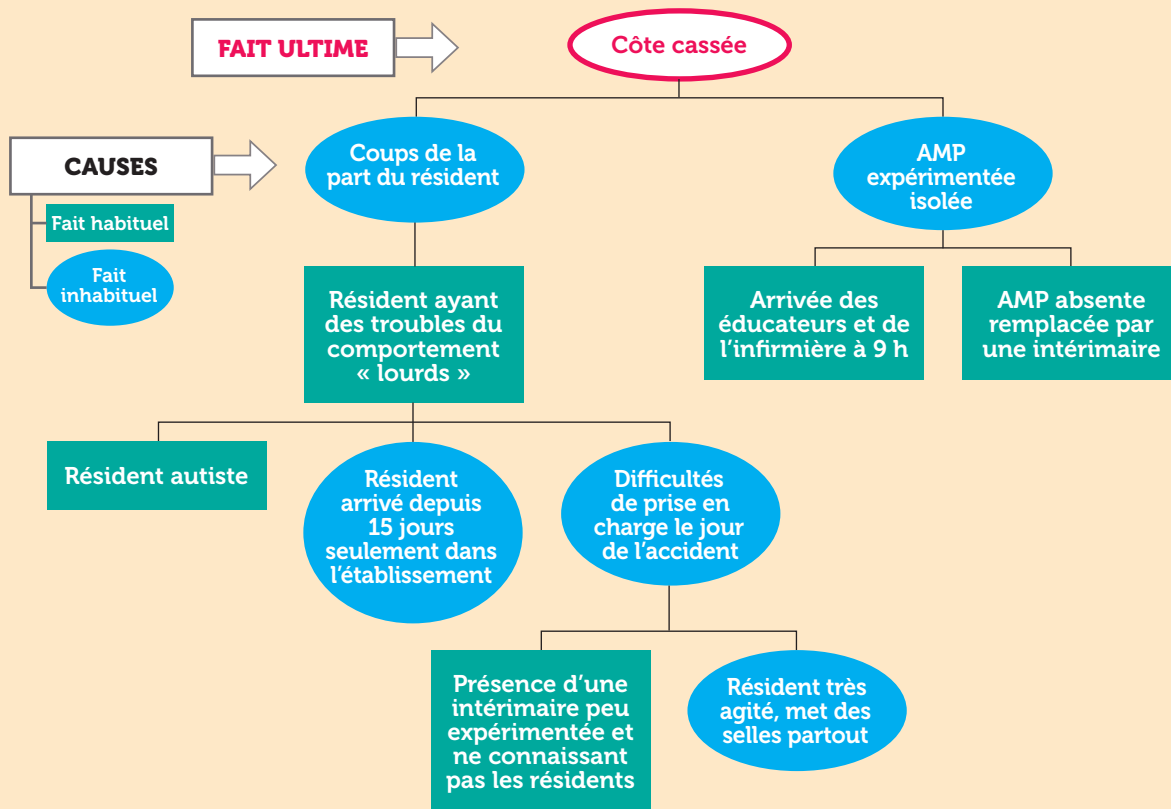 FAIT ULTIME
Côte cassée
CAUSES
Fait habituel
Fait
inhabituel
Coups de la
part du résident
AMP
expérimentée
isolée
Résident ayant
des troubles du
comportement
« lourds »
Arrivée des
éducateurs et de
l’infirmière à 9 h
AMP absente
remplacée par
une intérimaire
Résident autiste
Résident
arrivé depuis
15 jours
seulement dans
l’établissement
Difficultés
de prise en
charge le jour
de l’accident
Présence d’une
intérimaire peu
expérimentée et
ne connaissant
pas les résidents
Résident très
agité, met des
selles partout